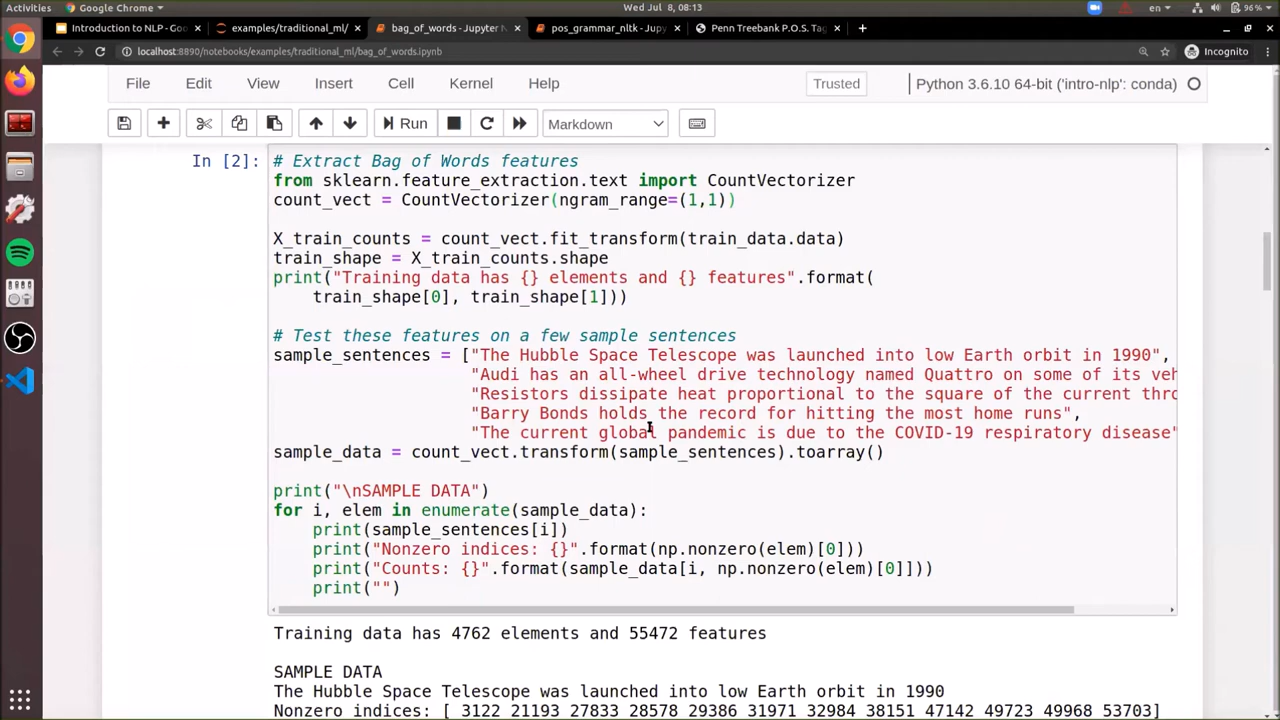 Activities
Google Chrome
Wed Jul 8, 08:13
en
96%
Introduction to NLP -
examples/traditional_ml/
bag_of_words - Jupyter N
pos_grammar_nltk - Jupy
Penn Treebank P.O.S. Tag
localhost:8890/notebooks/examples/traditional_ml/bag_of_words.ipynb
Incognito
File Edit View Insert Cell Kernel Help
Trusted
Python 3.6.10 64-bit ('intro-nlp': conda)
Run
Markdown
In [2]:
# Extract Bag of Words features
from sklearn.feature_extraction.text import CountVectorizer
count_vect = CountVectorizer(ngram_range=(1,1))
X_train_counts = count_vect.fit_transform(train_data.data)
train_shape = X_train_counts.shape
print("Training data has {} elements and {} features".format(
train_shape[0], train_shape[1]))
# Test these features on a few sample sentences
sample_sentences = ["The Hubble Space Telescope was launched into low Earth orbit in 1990",
"Audi has an all-wheel drive technology named Quattro on some of its veh
"Resistors dissipate heat proportional to the square of the current thro
"Barry Bonds holds the record for hitting the most home runs",
"The current global pandemic is due to the COVID-19 respiratory disease"
sample_data = count_vect.transform(sample_sentences).toarray()
print("\nSAMPLE DATA")
for i, elem in enumerate(sample_data):
print(sample_sentences[i])
print("Nonzero indices: {}".format(np.nonzero(elem)[0]))
print("Counts: {}".format(sample_data[i, np.nonzero(elem)[0]]))
print("")
Training data has 4762 elements and 55472 features
SAMPLE DATA
The Hubble Space Telescope was launched into low Earth orbit in 1990
Nonzero indices: [ 3122 21193 27833 28578 29386 31971 32984 38151 47142 49723 49968 53703]